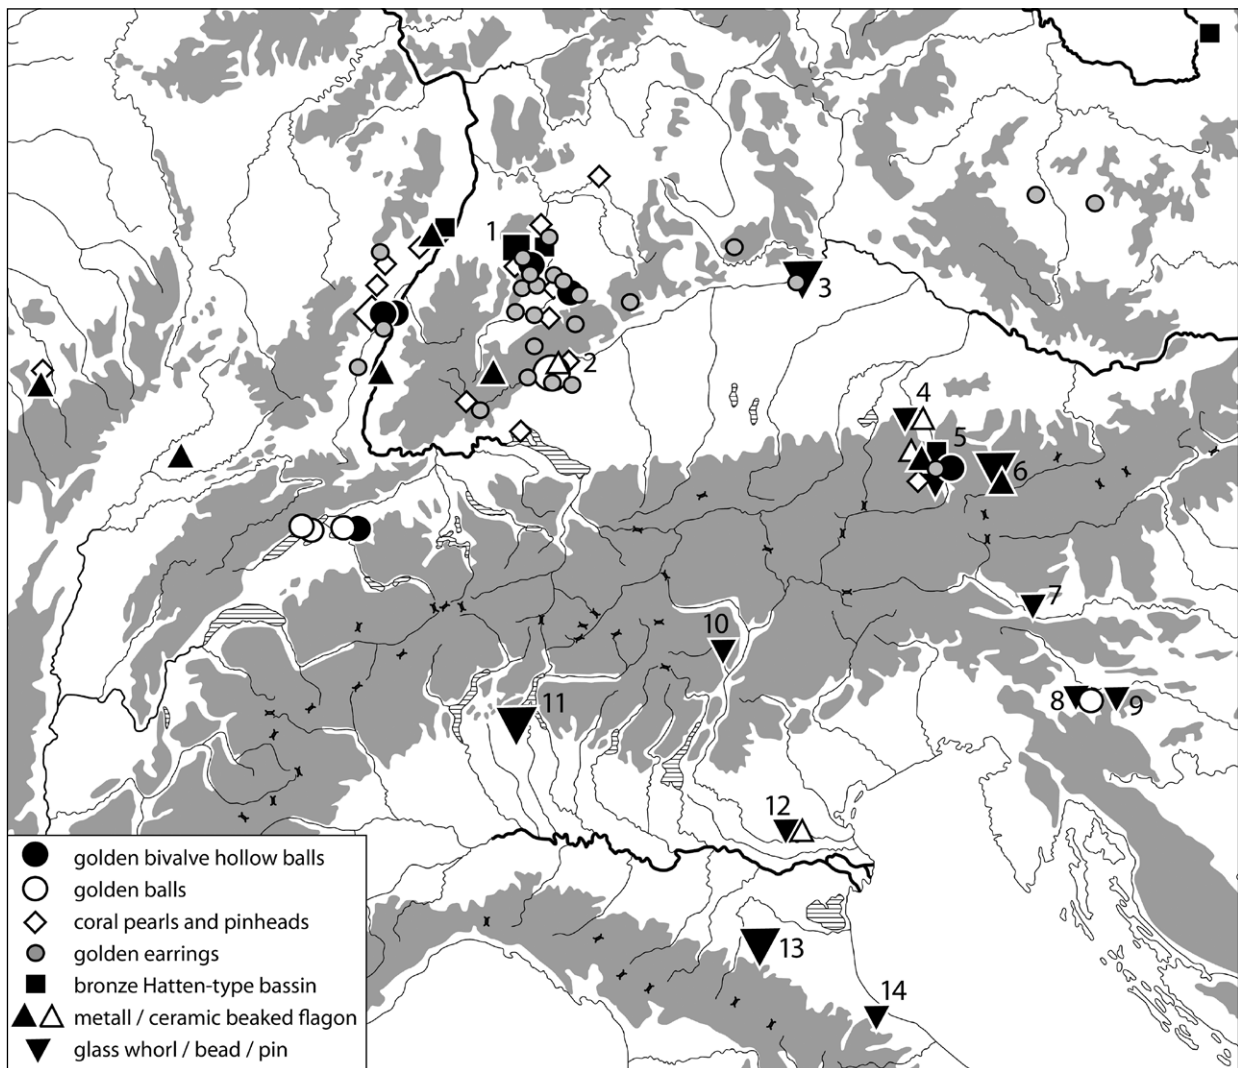 1
2
3
4
5
6
7
8
9
10
11
12
13
14
golden bivalve hollow balls
golden balls
coral pearls and pinheads
golden earrings
bronze Hatten-type bassin
metall / ceramic beaked flagon
glass whorl / bead / pin